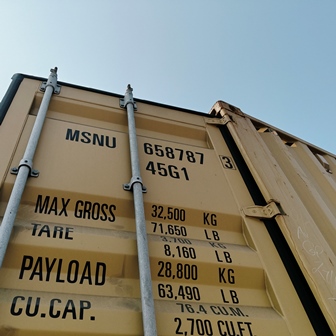 MSNU 658787 3
45G1
MAX GROSS 32,500 KG
71,650 LB
TARE 3,700 KG
8,160 LB
PAYLOAD 28,800 KG
63,490 LB
CU.CAP. 76.4 CU.M.
2,700 CU.FT